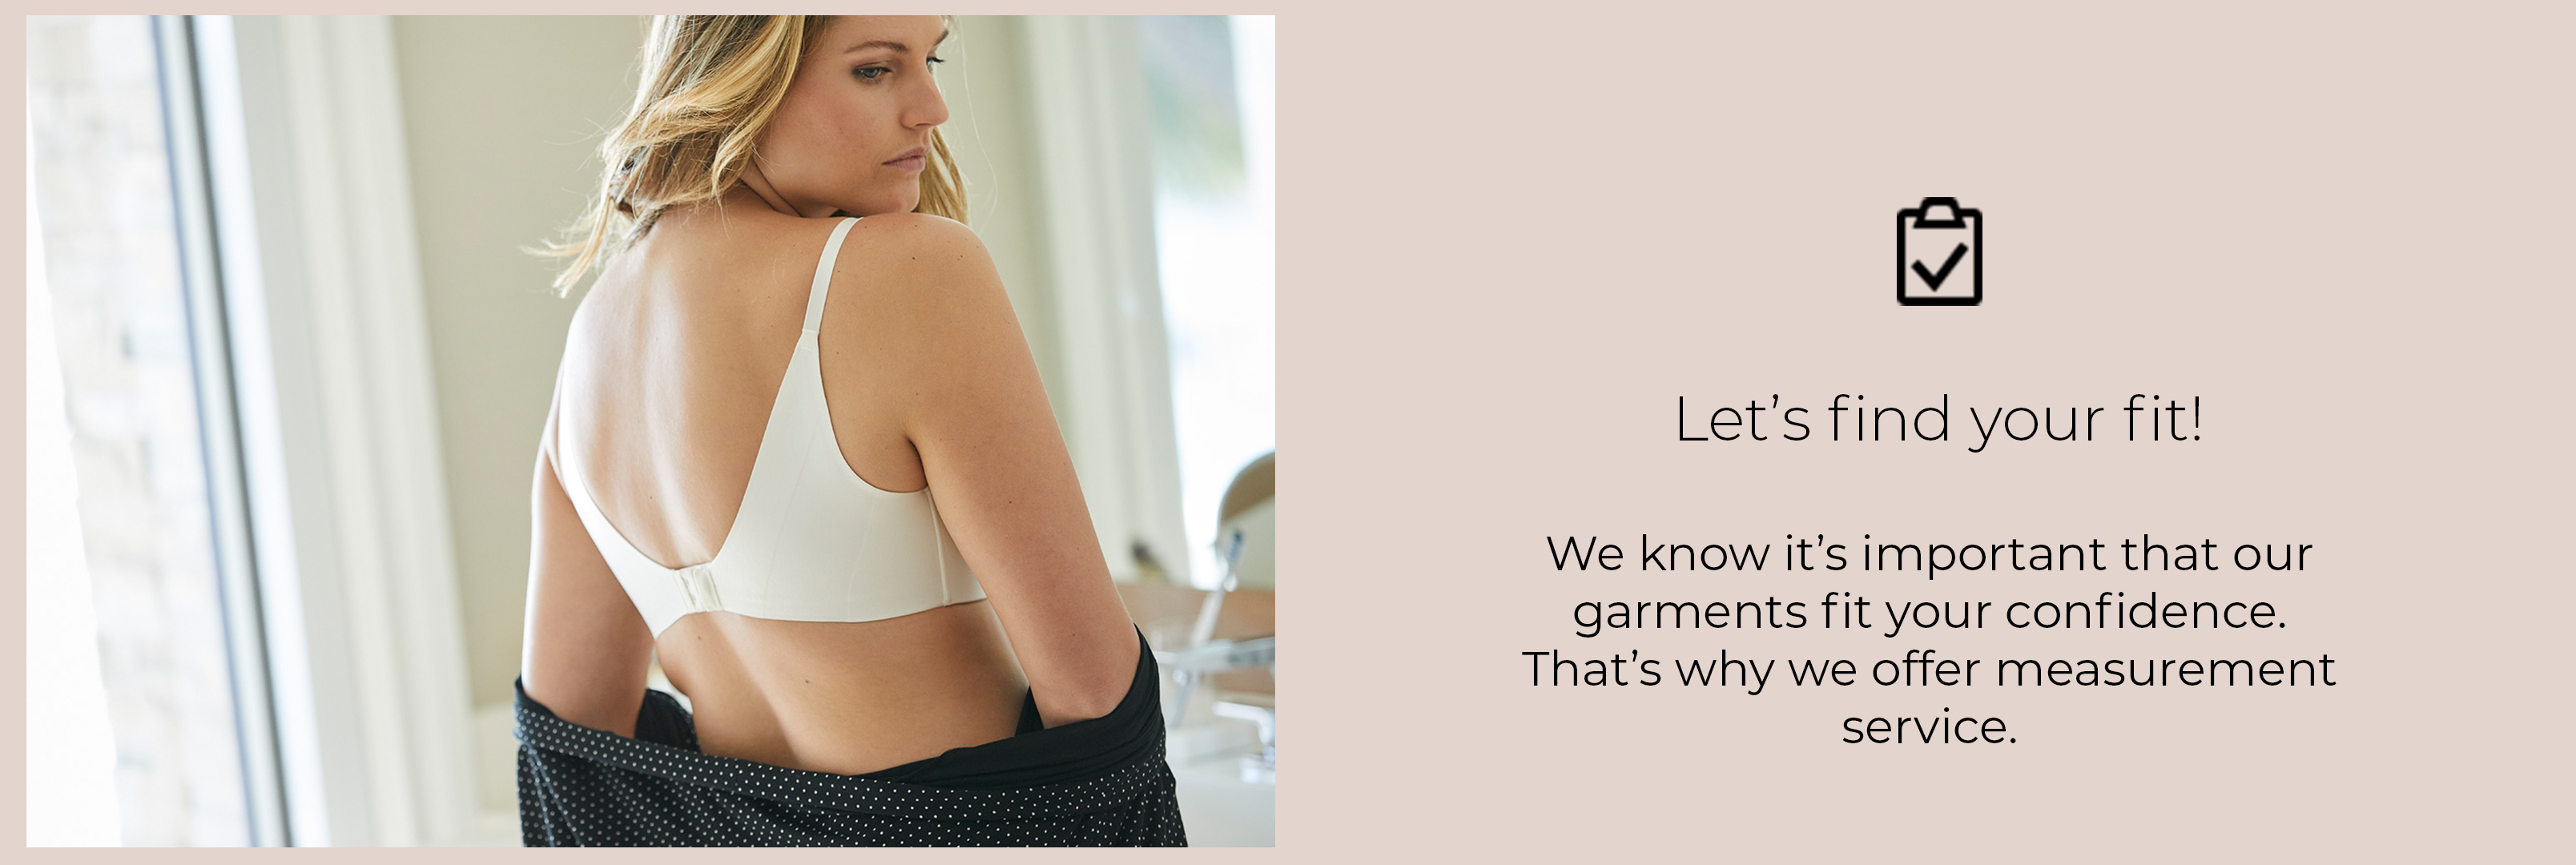 Let’s find your fit!
We know it’s important that our
garments fit your confidence.
That’s why we offer measurement
service.